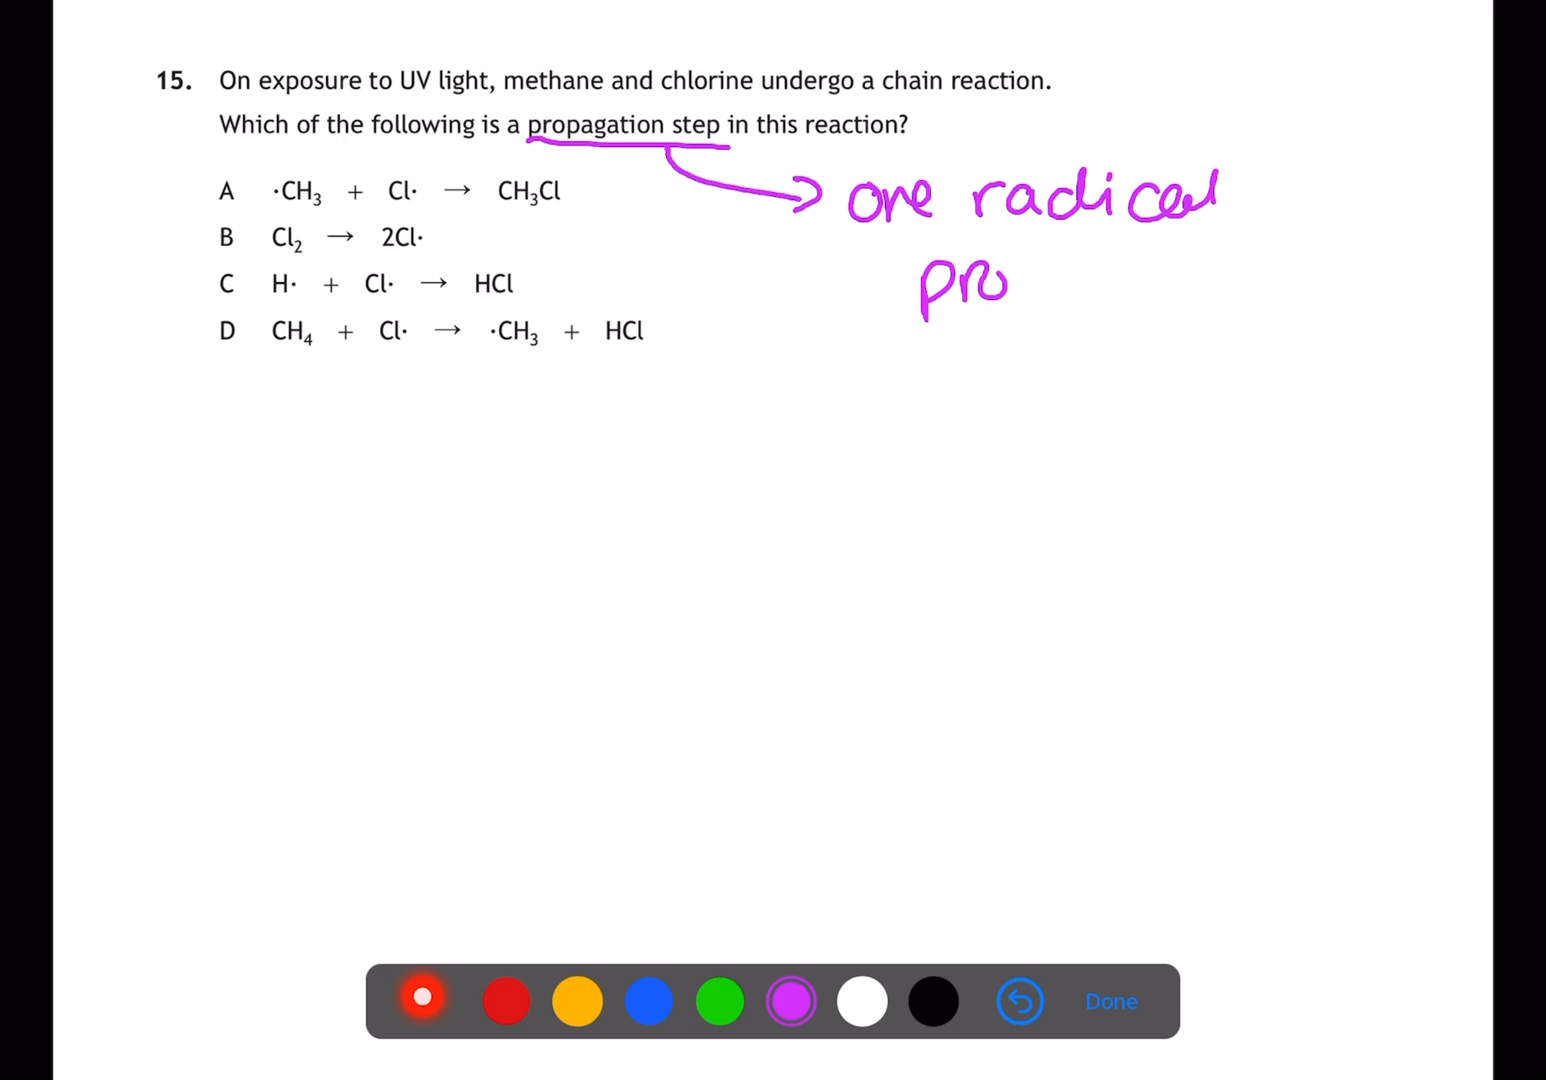 15. On exposure to UV light, methane and chlorine undergo a chain reaction.
Which of the following is a propagation step in this reaction?
A ·CH₃ + Cl· → CH₃Cl
B Cl₂ → 2Cl·
C H· + Cl· → HCl
D CH₄ + Cl· → ·CH₃ + HCl
→ one radical
pro
Done